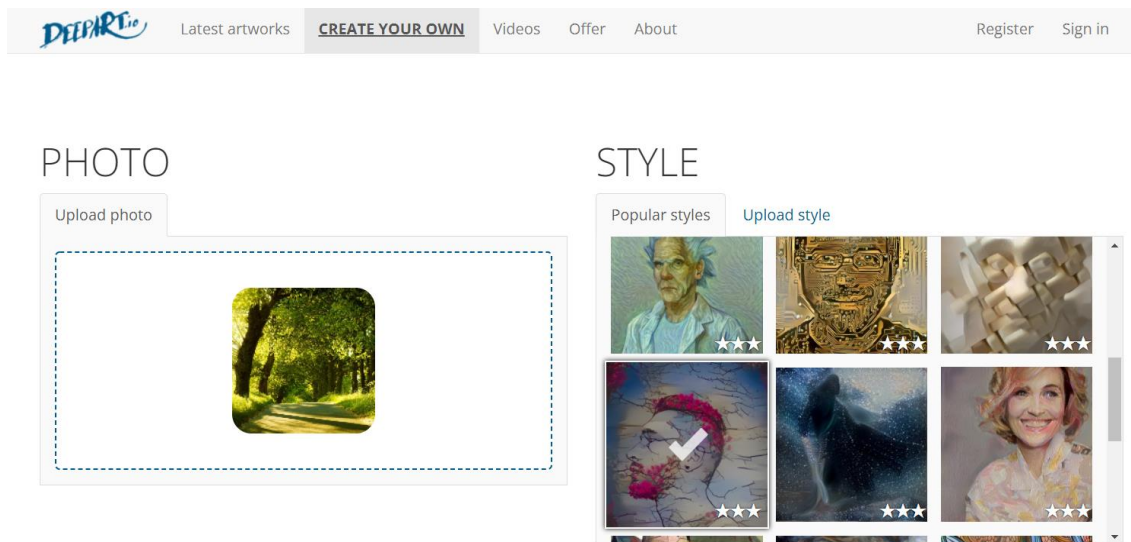 DEEPART.io
Latest artworks
CREATE YOUR OWN
Videos
Offer
About
Register
Sign in
PHOTO
Upload photo
STYLE
Popular styles
Upload style